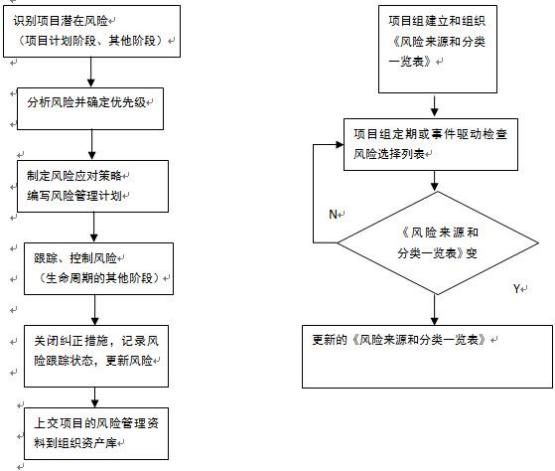 识别项目潜在风险
（项目计划阶段、其他阶段）
分析风险并确定优先级
制定风险应对策略
编写风险管理计划
跟踪、控制风险
（生命周期的其他阶段）
关闭纠正措施，记录风
险跟踪状态，更新风险
上交项目的风险管理资
料到组织资产库
项目组建立和组织
《风险来源和分类
一览表》
项目组定期或事件驱动检查
风险选择列表
N
《风险来源和
分类一览表》变
Y
更新的《风险来源和分类一览表》